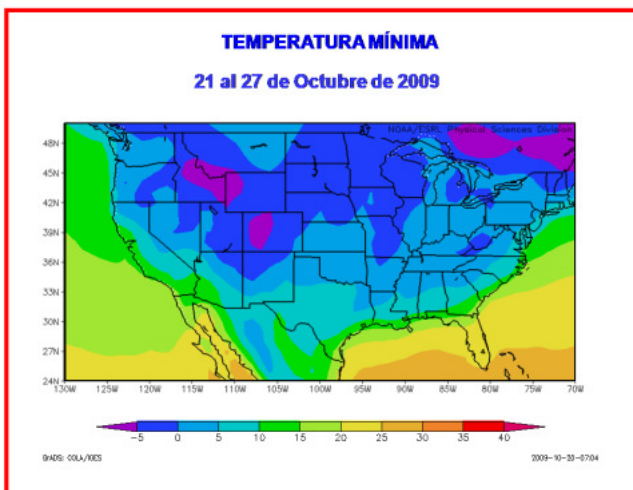 TEMPERATURA MÍNIMA
21 al 27 de Octubre de 2009
NOAA/ESRL Physical Sciences Division
48N
45N
42N
39N
36N
33N
30N
27N
24N
130W 125W 120W 115W 110W 105W 100W 95W 90W 85W 80W 75W 70W
-5 0 5 10 15 20 25 30 35 40
GrADS: COLA/IGES 2009-10-20-07:04